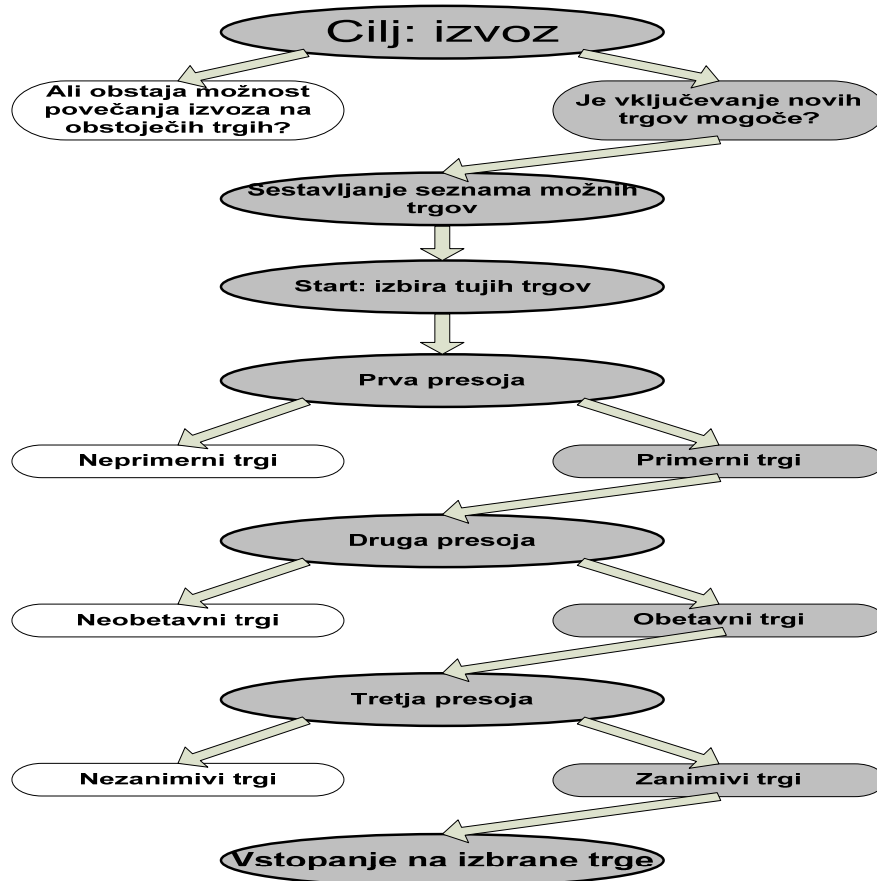 Cilj: izvoz
Ali obstaja možnost
povečanja izvoza na
obstoječih trgih?
Je vključevanje novih
trgov mogoče?
Sestavljanje seznama možnih
trgov
Start: izbira tujih trgov
Prva presoja
Neprimerni trgi
Primerni trgi
Druga presoja
Neobetavni trgi
Obetavni trgi
Tretja presoja
Nezanimivi trgi
Zanimivi trgi
Vstopanje na izbrane trge